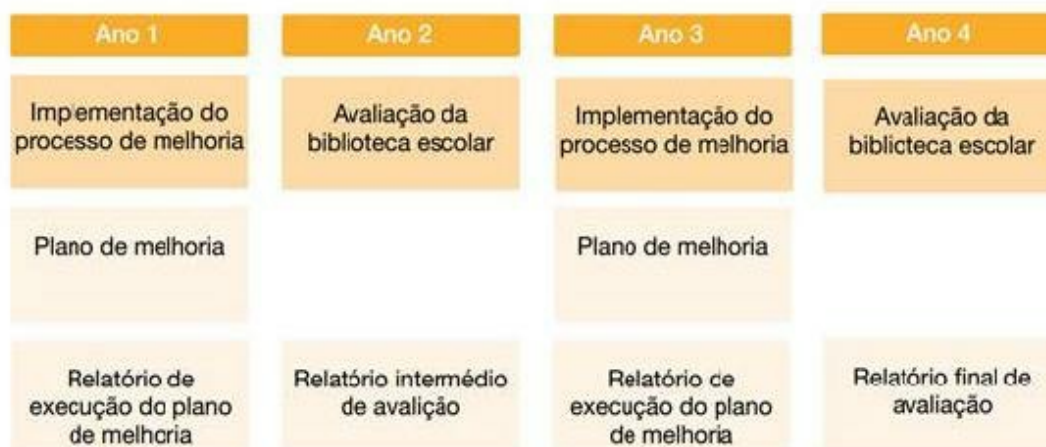 Ano 1
Ano 2
Ano 3
Ano 4
Implementação do
processo de melhoria
Avaliação da
biblioteca escolar
Implementação do
processo de melhoria
Avaliação da
biblioteca escolar
Plano de melhoria
Plano de melhoria
Relatório de
execução do plano
de melhoria
Relatório intermédio
de avalição
Relatório de
execução do plano
de melhoria
Relatório final de
avaliação